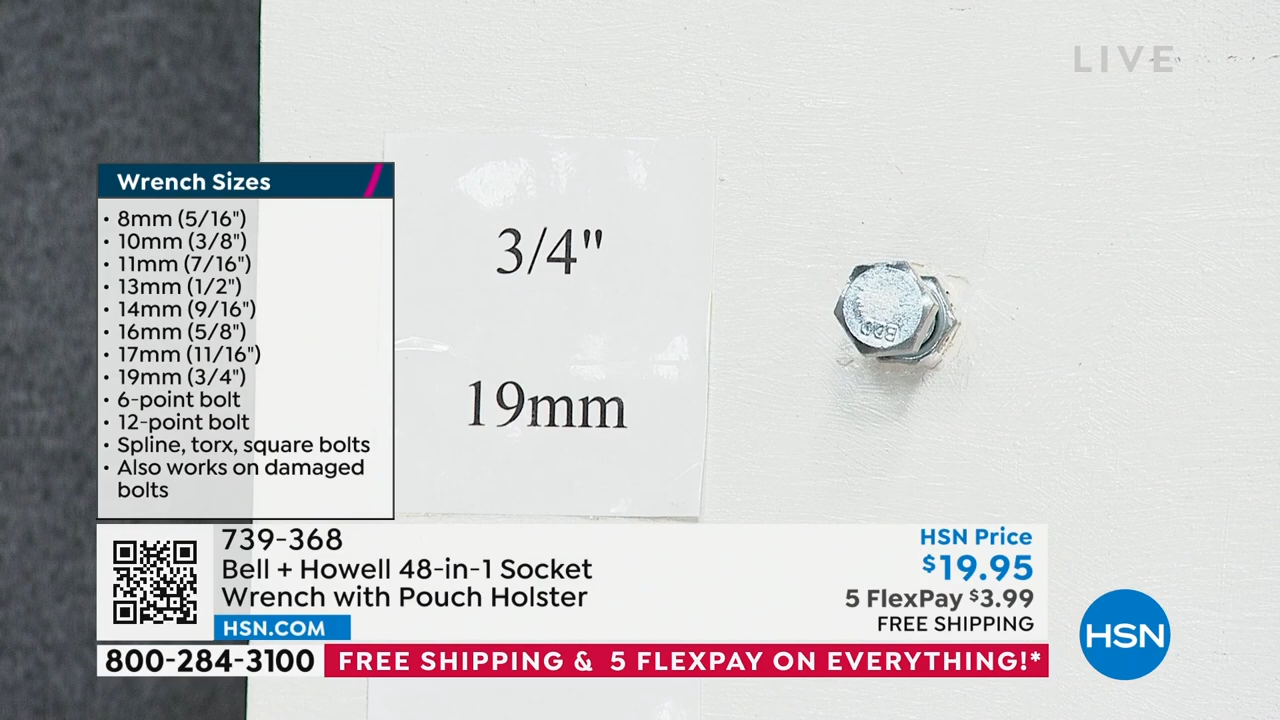 LIVE
Wrench Sizes
• 8mm (5/16")
• 10mm (3/8")
• 11mm (7/16")
• 13mm (1/2")
• 14mm (9/16")
• 16mm (5/8")
• 17mm (11/16")
• 19mm (3/4")
• 6-point bolt
• 12-point bolt
• Spline, torx, square bolts
• Also works on damaged
bolts
3/4"
19mm
739-368
Bell + Howell 48-in-1 Socket
Wrench with Pouch Holster
HSN.COM
HSN Price
$19.95
5 FlexPay $3.99
FREE SHIPPING
HSN
800-284-3100
FREE SHIPPING & 5 FLEXPAY ON EVERYTHING!*